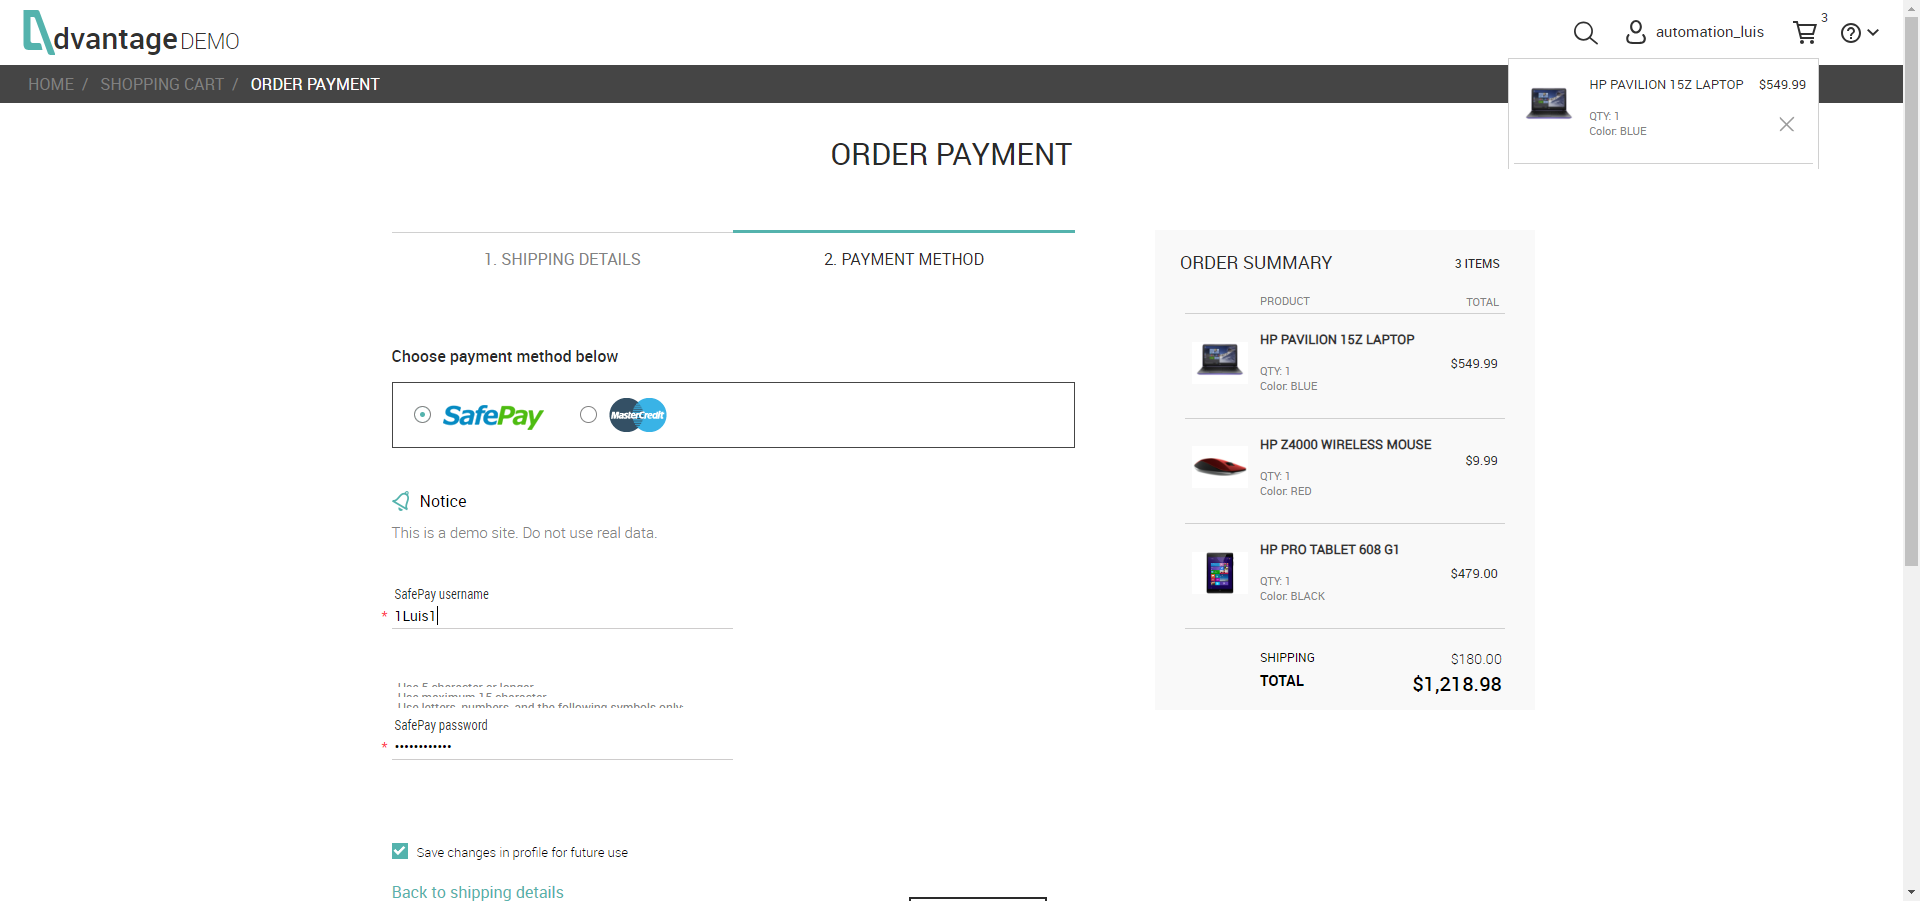 dvantage DEMO
automation_luis
3
HOME / SHOPPING CART / ORDER PAYMENT
HP PAVILION 15Z LAPTOP $549.99
QTY: 1
Color: BLUE
ORDER PAYMENT
1. SHIPPING DETAILS
2. PAYMENT METHOD
Choose payment method below
SafePay
MasterCredit
Notice
This is a demo site. Do not use real data.
SafePay username
* 1Luis1
Use 5 character or longer
Use maximum 15 character
Use letters, numbers, and the following symbols only:
SafePay password
* ••••••••••••
Save changes in profile for future use
Back to shipping details
ORDER SUMMARY 3 ITEMS
PRODUCT TOTAL
HP PAVILION 15Z LAPTOP
$549.99
QTY: 1
Color: BLUE
HP Z4000 WIRELESS MOUSE
$9.99
QTY: 1
Color: RED
HP PRO TABLET 608 G1
$479.00
QTY: 1
Color: BLACK
SHIPPING $180.00
TOTAL $1,218.98